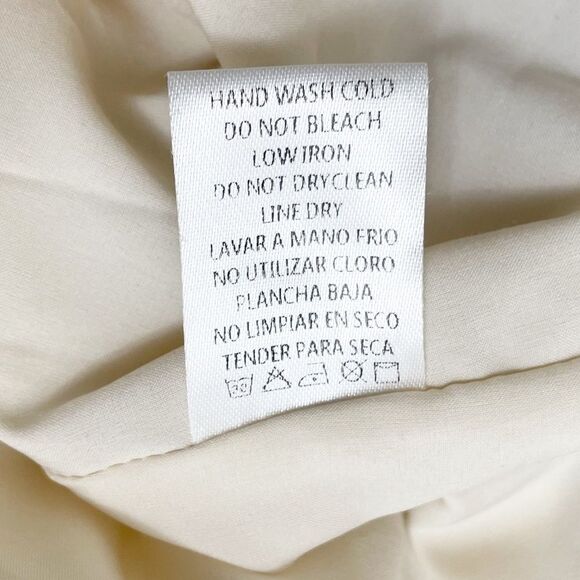 HAND WASH COLD
DO NOT BLEACH
LOW IRON
DO NOT DRYCLEAN
LINE DRY
LAVAR A MANO FRIO
NO UTILIZAR CLORO
PLANCHA BAJA
NO LIMPIAR EN SECO
TENDER PARA SECA
30